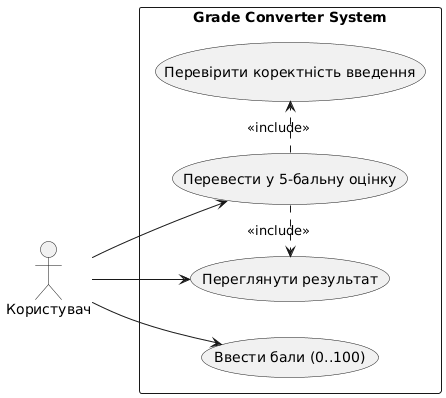 Grade Converter System
Перевірити коректність введення
«include»
Перевести у 5-бальну оцінку
«include»
Переглянути результат
Користувач
Ввести бали (0..100)